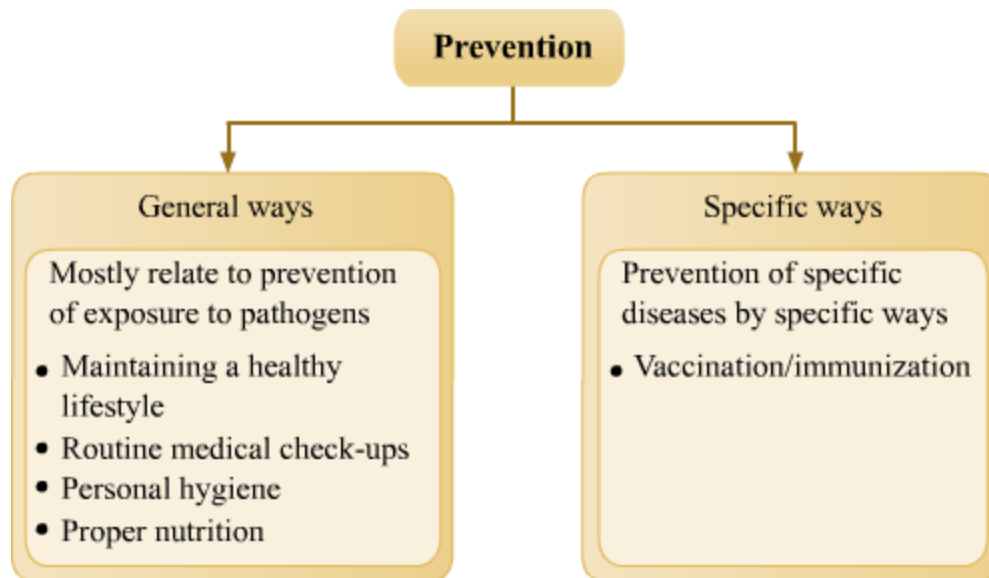 Prevention
General ways
Mostly relate to prevention
of exposure to pathogens
• Maintaining a healthy
lifestyle
• Routine medical check-ups
• Personal hygiene
• Proper nutrition
Specific ways
Prevention of specific
diseases by specific ways
• Vaccination/immunization